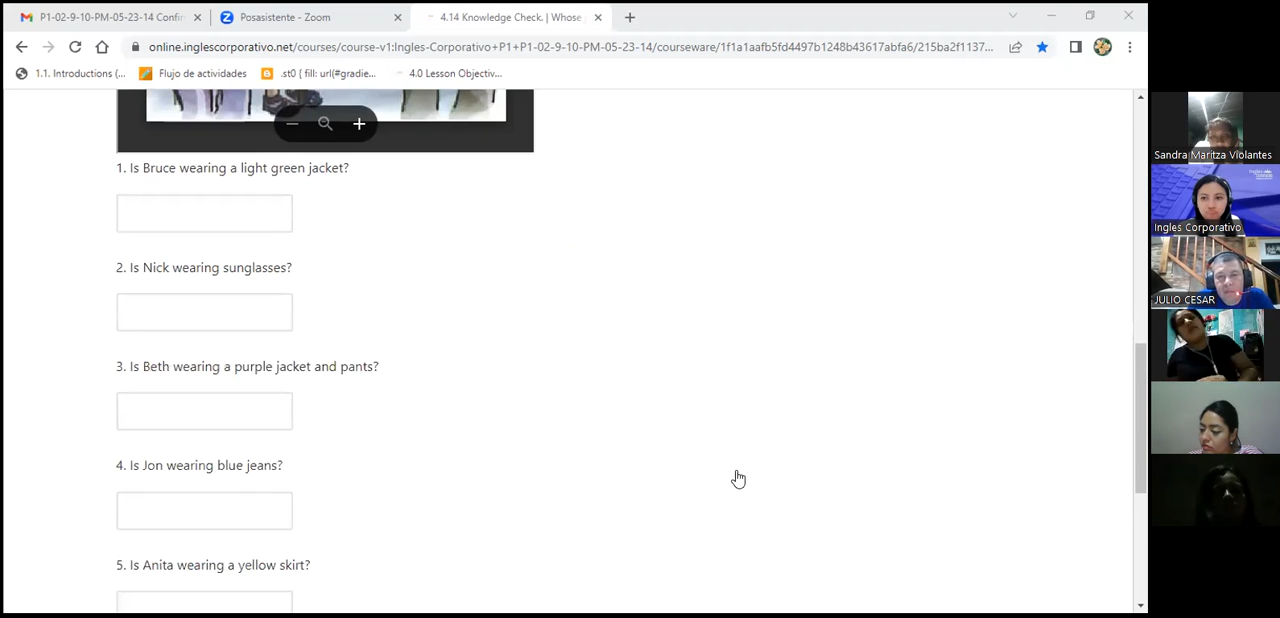 P1-02-9-10-PM-05-23-14 Confir
Posasistente - Zoom
4.14 Knowledge Check. | Whose
online.inglescorporativo.net/courses/course-v1:Ingles-Corporativo+P1+P1-02-9-10-PM-05-23-14/courseware/1f1a1aafb5fd4497b1248b43617abfa6/215ba2f1137...
1.1. Introductions (...
Flujo de actividades
.st0 { fill: url(#gradie...
4.0 Lesson Objectiv...
1. Is Bruce wearing a light green jacket?
2. Is Nick wearing sunglasses?
3. Is Beth wearing a purple jacket and pants?
4. Is Jon wearing blue jeans?
5. Is Anita wearing a yellow skirt?
Sandra Maritza Violantes
Ingles Corporativo
JULIO CESAR